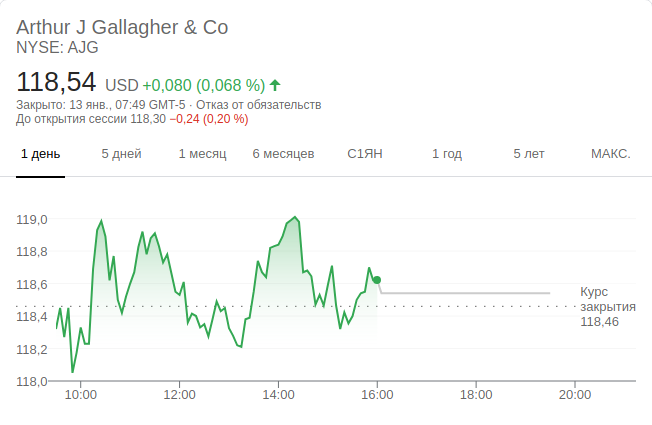 Arthur J Gallagher & Co
NYSE: AJG
118,54 USD +0,080 (0,068 %)
Закрыто: 13 янв., 07:49 GMT-5 · Отказ от обязательств
До открытия сессии 118,30 −0,24 (0,20 %)
1 день 5 дней 1 месяц 6 месяцев С1ЯН 1 год 5 лет МАКС.
119,0
118,8
118,6
118,4
118,2
118,0
Курс
закрытия
118,46
10:00 12:00 14:00 16:00 18:00 20:00